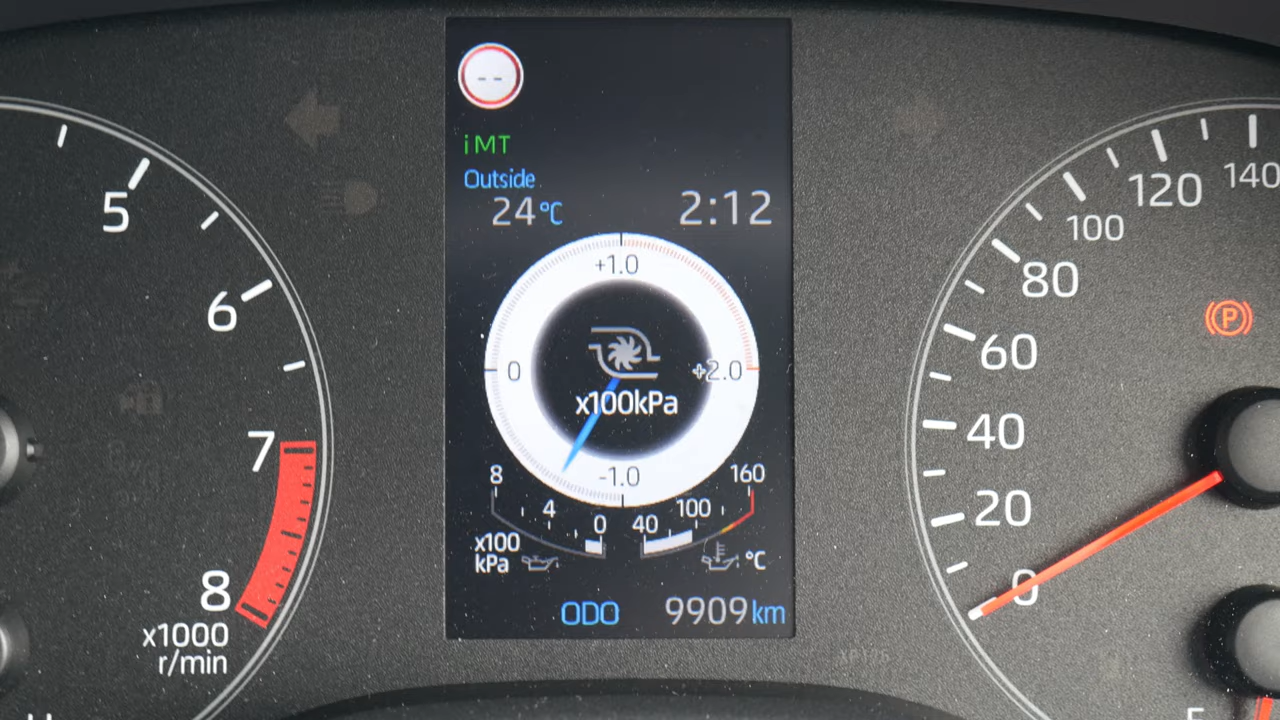 --
iMT
Outside
24°C
2:12
+1.0
0
+2.0
x100kPa
-1.0
8
4
0
x100
kPa
40
100
160
°C
ODO 9909km
5
6
7
8
x1000
r/min
0
20
40
60
80
100
120
140
P